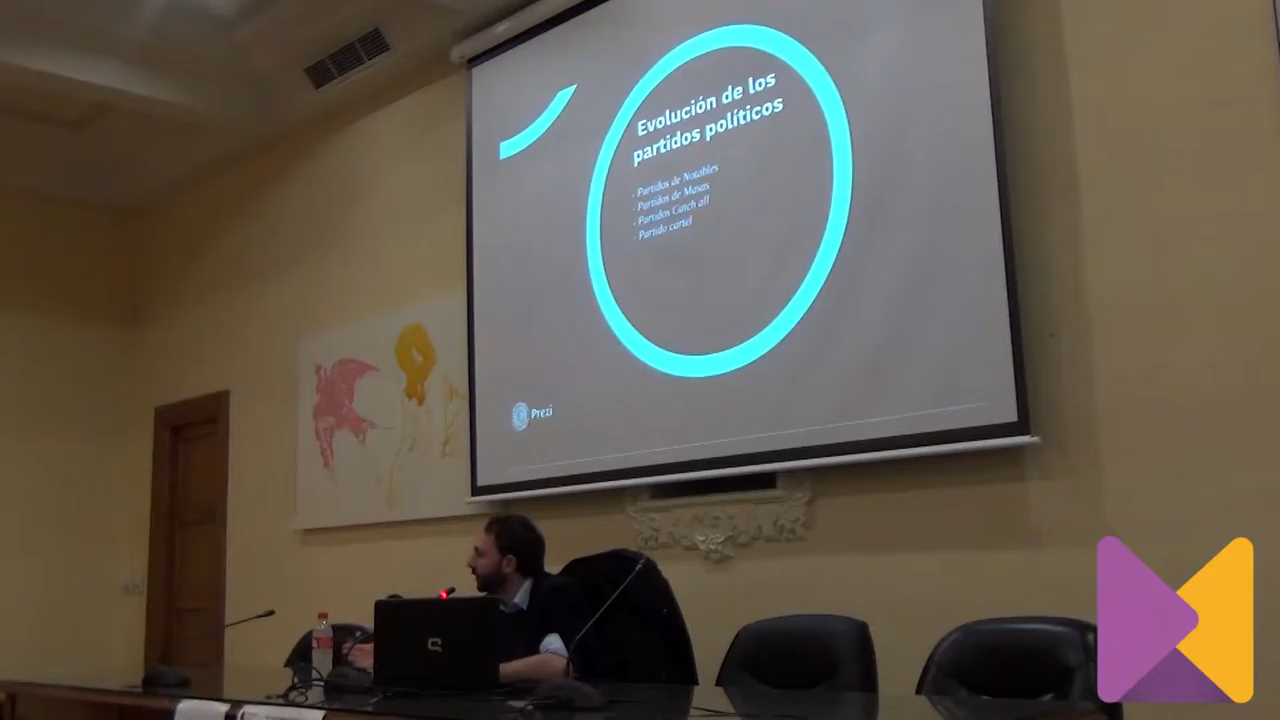 Evolución de los
partidos políticos
- Partidos de Notables
- Partidos de Masas
- Partidos Catch all
- Partido cartel
Prezi